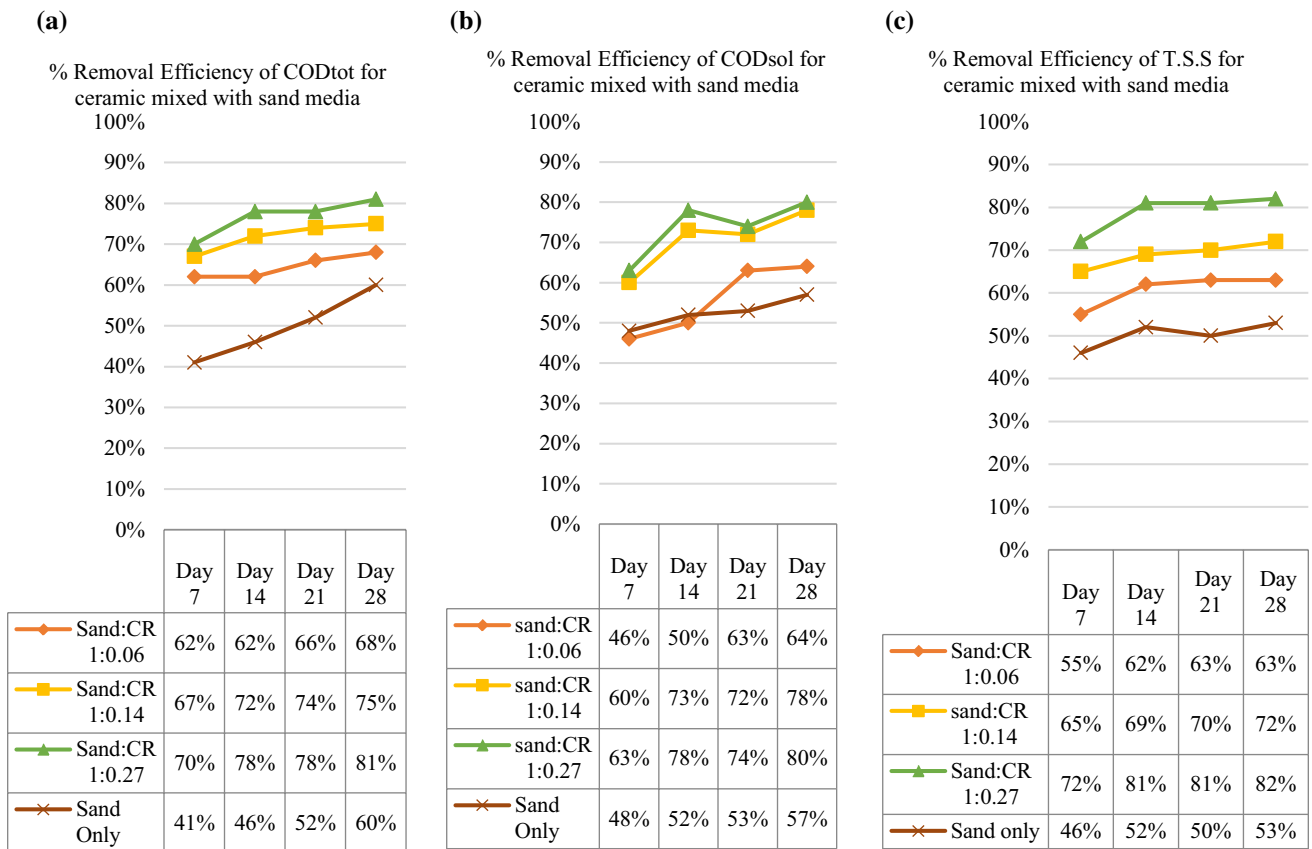 (a)
% Removal Efficiency of CODtot for
ceramic mixed with sand media
100%
90%
80%
70%
60%
50%
40%
30%
20%
10%
0%
Day
7
Day
14
Day
21
Day
28
Sand:CR
1:0.06
62%
62%
66%
68%
Sand:CR
1:0.14
67%
72%
74%
75%
Sand:CR
1:0.27
70%
78%
78%
81%
Sand
Only
41%
46%
52%
60%
(b)
% Removal Efficiency of CODsol for
ceramic mixed with sand media
100%
90%
80%
70%
60%
50%
40%
30%
20%
10%
0%
Day
7
Day
14
Day
21
Day
28
sand:CR
1:0.06
46%
50%
63%
64%
sand:CR
1:0.14
60%
73%
72%
78%
sand:CR
1:0.27
63%
78%
74%
80%
Sand
Only
48%
52%
53%
57%
(c)
% Removal Efficiency of T.S.S for
ceramic mixed with sand media
100%
90%
80%
70%
60%
50%
40%
30%
20%
10%
0%
Day
7
Day
14
Day
21
Day
28
Sand:CR
1:0.06
55%
62%
63%
63%
sand:CR
1:0.14
65%
69%
70%
72%
Sand:CR
1:0.27
72%
81%
81%
82%
Sand only
46%
52%
50%
53%